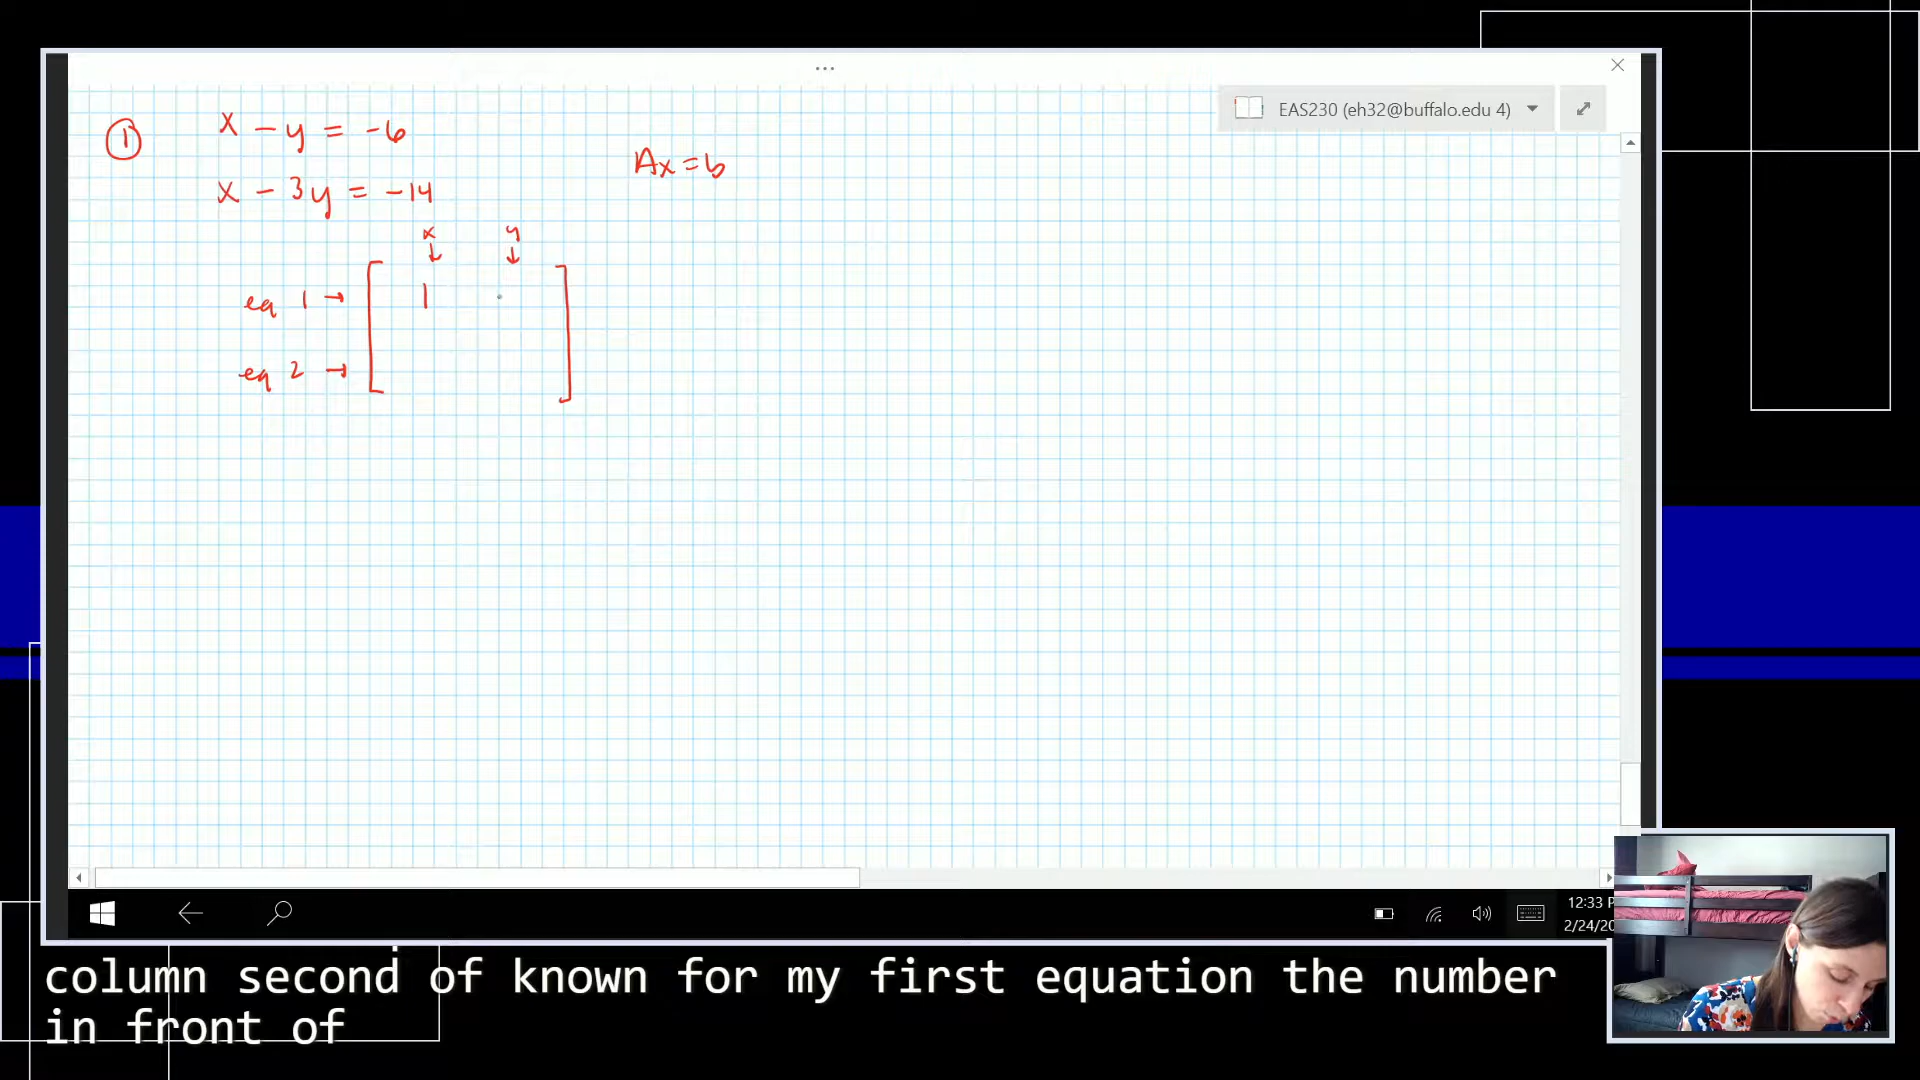 EAS230 (eh32@buffalo.edu 4)
① x - y = -6
Ax = b
x - 3y = -14
x y
↓ ↓
eq 1 → [ 1 ]
eq 2 →
12:33 P
2/24/20
column second of known for my first equation the number
in front of